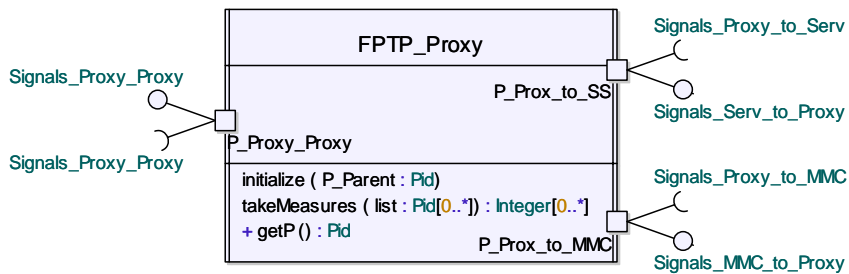 FPTP_Proxy
Signals_Proxy_to_Serv
Signals_Proxy_Proxy
P_Prox_to_SS
Signals_Serv_to_Proxy
P_Proxy_Proxy
Signals_Proxy_Proxy
initialize ( P_Parent : Pid)
Signals_Proxy_to_MMC
takeMeasures ( list : Pid[0..*]) : Integer[0..*]
+ getP () : Pid
P_Prox_to_MMC
Signals_MMC_to_Proxy